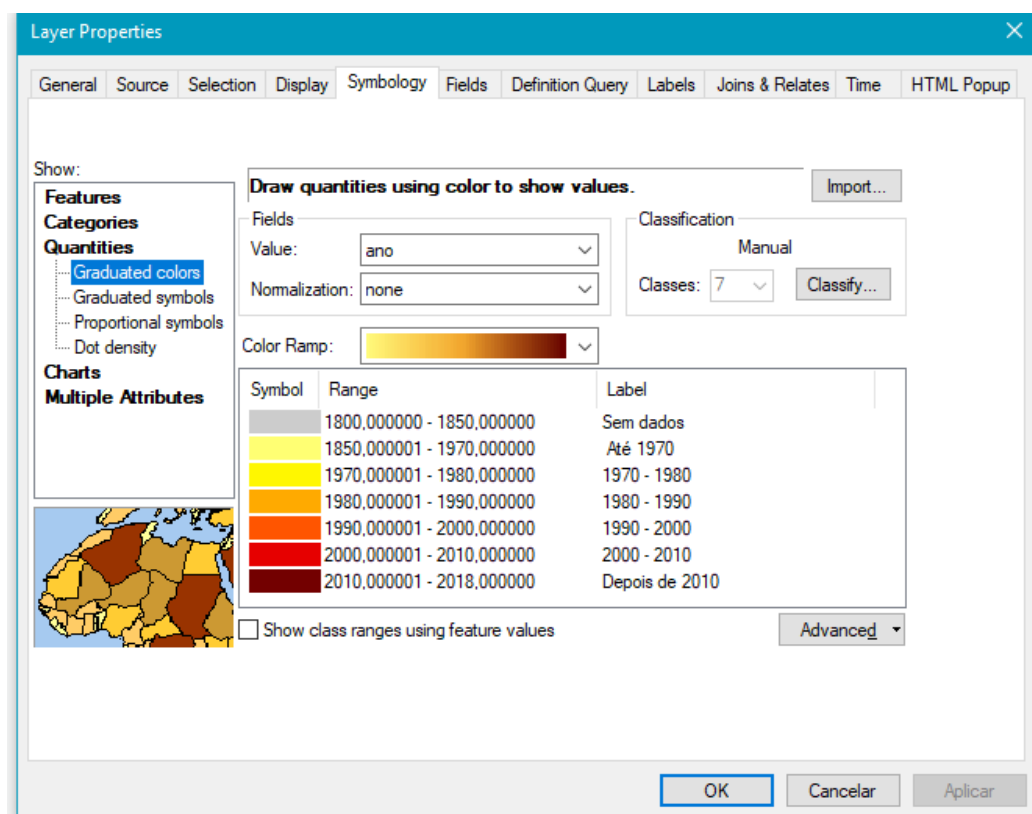 Layer Properties
General Source Selection Display Symbology Fields Definition Query Labels Joins & Relates Time HTML Popup
Show:
Features
Categories
Quantities
Graduated colors
Graduated symbols
Proportional symbols
Dot density
Charts
Multiple Attributes
Draw quantities using color to show values.
Import...
Fields
Value: ano
Normalization: none
Classification
Manual
Classes: 7 Classify...
Color Ramp:
Symbol Range Label
1800,000000 - 1850,000000 Sem dados
1850,000001 - 1970,000000 Até 1970
1970,000001 - 1980,000000 1970 - 1980
1980,000001 - 1990,000000 1980 - 1990
1990,000001 - 2000,000000 1990 - 2000
2000,000001 - 2010,000000 2000 - 2010
2010,000001 - 2018,000000 Depois de 2010
Show class ranges using feature values
Advanced
OK Cancelar Aplicar